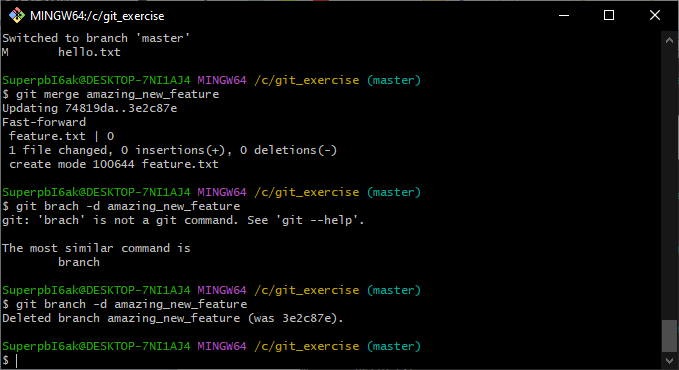 MINGW64:/c/git_exercise
Switched to branch 'master'
M       hello.txt
SuperpbI6ak@DESKTOP-7NI1AJ4 MINGW64 /c/git_exercise (master)
$ git merge amazing_new_feature
Updating 74819da..3e2c87e
Fast-forward
 feature.txt | 0
 1 file changed, 0 insertions(+), 0 deletions(-)
 create mode 100644 feature.txt
SuperpbI6ak@DESKTOP-7NI1AJ4 MINGW64 /c/git_exercise (master)
$ git brach -d amazing_new_feature
git: 'brach' is not a git command. See 'git --help'.
The most similar command is
        branch
SuperpbI6ak@DESKTOP-7NI1AJ4 MINGW64 /c/git_exercise (master)
$ git branch -d amazing_new_feature
Deleted branch amazing_new_feature (was 3e2c87e).
SuperpbI6ak@DESKTOP-7NI1AJ4 MINGW64 /c/git_exercise (master)
$